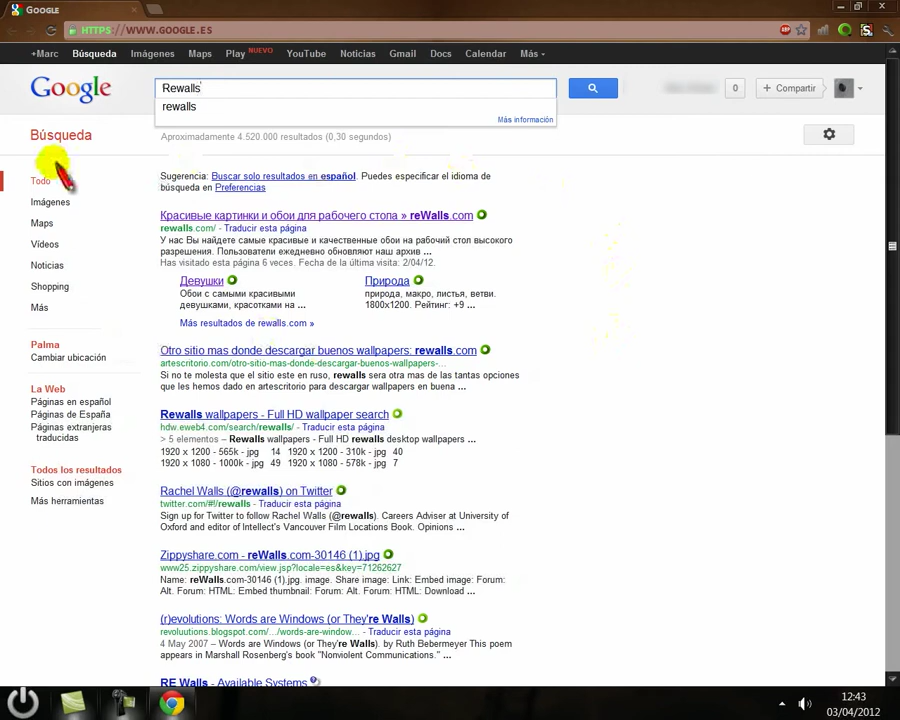 Google
HTTPS://WWW.GOOGLE.ES
+Marc Búsqueda Imágenes Maps Play NUEVO YouTube Noticias Gmail Docs Calendar Más
Google
Rewalls
0 + Compartir
rewalls
Más información
Búsqueda
Aproximadamente 4.520.000 resultados (0,30 segundos)
Todo
Imágenes
Maps
Vídeos
Noticias
Shopping
Más
Palma
Cambiar ubicación
La Web
Páginas en español
Páginas de España
Páginas extranjeras
traducidas
Todos los resultados
Sitios con imágenes
Más herramientas
Sugerencia: Buscar solo resultados en español. Puedes especificar el idioma de
búsqueda en Preferencias
Красивые картинки и обои для рабочего стола » reWalls.com
rewalls.com/ - Traducir esta página
У нас Вы найдете самые красивые и качественные обои на рабочий стол высокого
разрешения. Пользователи ежедневно обновляют наш архив ...
Has visitado esta página 6 veces. Fecha de la última visita: 2/04/12.
Девушки
Обои с самыми красивыми
девушками, красотками на ...
Природа
природа, макро, листья, ветви.
1800x1200. Рейтинг: +9 ...
Más resultados de rewalls.com »
Otro sitio mas donde descargar buenos wallpapers: rewalls.com
artescritorio.com/otro-sitio-mas-donde-descargar-buenos-wallpapers-...
Si no te molesta que el sitio este en ruso, rewalls sera otra mas de las tantas opciones
que les hemos dado en artescritorio para descargar wallpapers en buena ...
Rewalls wallpapers - Full HD wallpaper search
hdw.eweb4.com/search/rewalls/ - Traducir esta página
> 5 elementos – Rewalls wallpapers - Full HD rewalls desktop wallpapers ...
1920 x 1200 - 565k - jpg 14 1920 x 1200 - 310k - jpg 40
1920 x 1080 - 1000k - jpg 49 1920 x 1080 - 578k - jpg 7
Rachel Walls (@rewalls) on Twitter
twitter.com/#!/rewalls - Traducir esta página
Sign up for Twitter to follow Rachel Walls (@rewalls). Careers Adviser at University of
Oxford and editor of Intellect's Vancouver Film Locations Book. Opinions ...
Zippyshare.com - reWalls.com-30146 (1).jpg
www25.zippyshare.com/view.jsp?locale=es&key=71262627
Name: reWalls.com-30146 (1).jpg. image. Share image: Link: Embed image: Forum:
Alt. Forum: HTML: Embed thumbnail: Forum: Alt. Forum: HTML: Download ...
(r)evolutions: Words are Windows (or They're Walls)
revoluutions.blogspot.com/.../words-are-window... - Traducir esta página
4 May 2007 – Words are Windows (or They're Walls). by Ruth Bebermeyer This poem
appears in Marshall Rosenberg's book "Nonviolent Communications." ...
RE Walls - Available Systems
12:43
03/04/2012